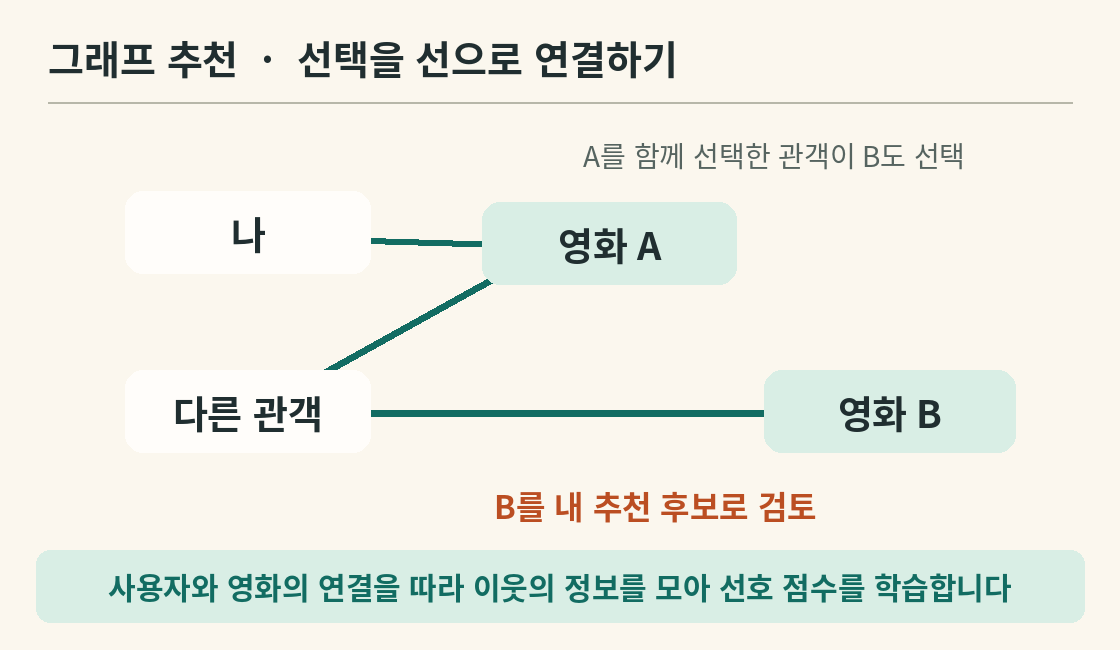 그래프 추천 · 선택을 선으로 연결하기
A를 함께 선택한 관객이 B도 선택
나
영화 A
다른 관객
영화 B
B를 내 추천 후보로 검토
사용자와 영화의 연결을 따라 이웃의 정보를 모아 선호 점수를 학습합니다